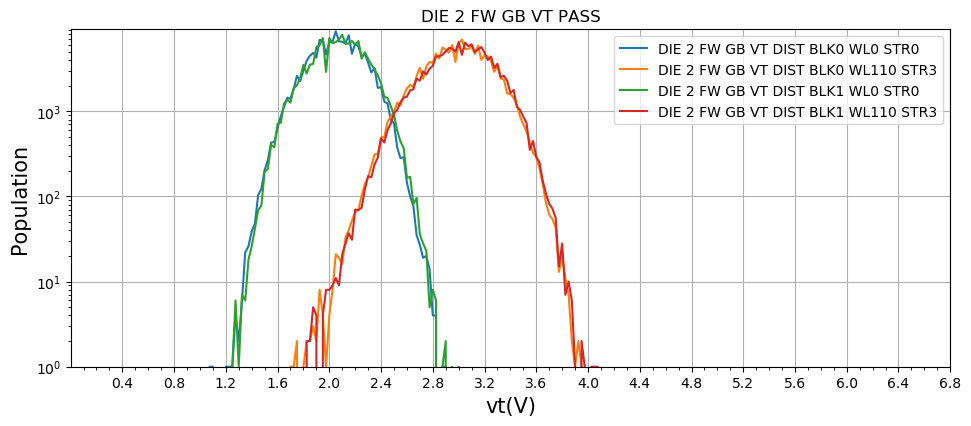 DIE 2 FW GB VT PASS
DIE 2 FW GB VT DIST BLK0 WL0 STR0
DIE 2 FW GB VT DIST BLK0 WL110 STR3
DIE 2 FW GB VT DIST BLK1 WL0 STR0
DIE 2 FW GB VT DIST BLK1 WL110 STR3
Population
10³
10²
10¹
10⁰
0.4 0.8 1.2 1.6 2.0 2.4 2.8 3.2 3.6 4.0 4.4 4.8 5.2 5.6 6.0 6.4 6.8
vt(V)